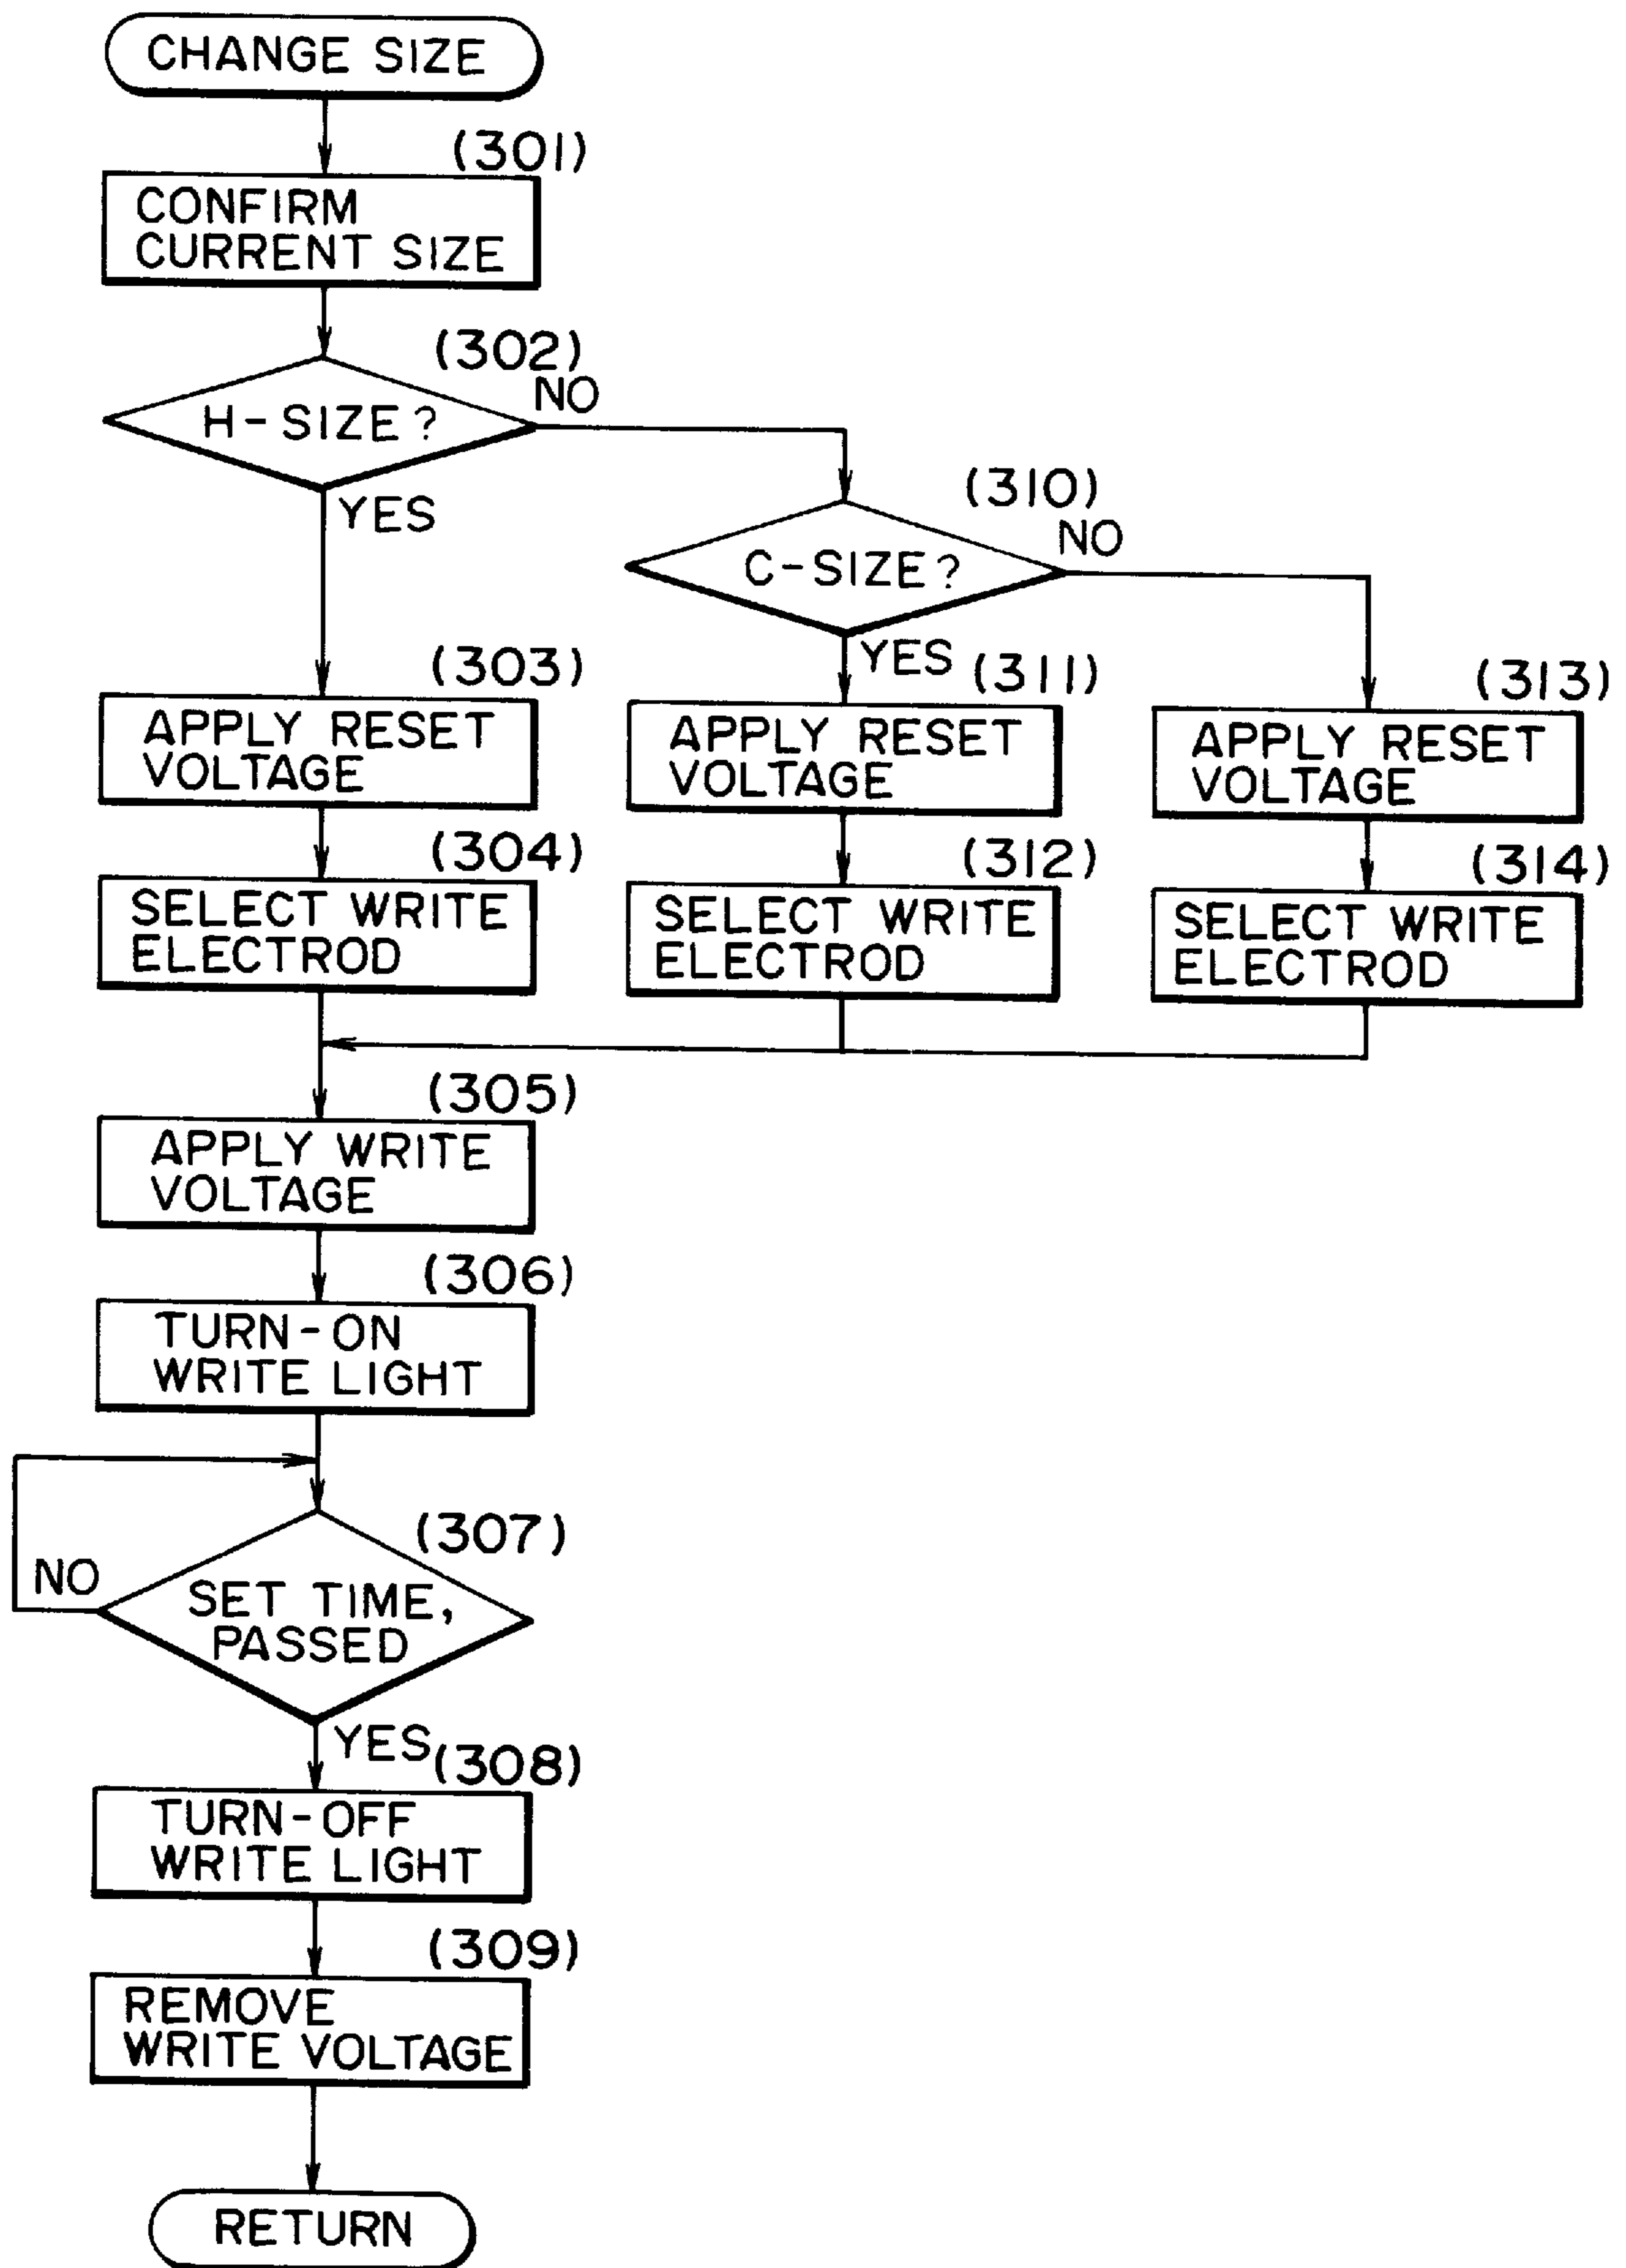 CHANGE SIZE
(301)
CONFIRM
CURRENT SIZE
(302)
NO
H-SIZE?
YES
(310)
NO
C-SIZE?
YES
(303)
APPLY RESET
VOLTAGE
(311)
APPLY RESET
VOLTAGE
(313)
APPLY RESET
VOLTAGE
(304)
SELECT WRITE
ELECTROD
(312)
SELECT WRITE
ELECTROD
(314)
SELECT WRITE
ELECTROD
(305)
APPLY WRITE
VOLTAGE
(306)
TURN-ON
WRITE LIGHT
(307)
NO
SET TIME,
PASSED
YES
(308)
TURN-OFF
WRITE LIGHT
(309)
REMOVE
WRITE VOLTAGE
RETURN